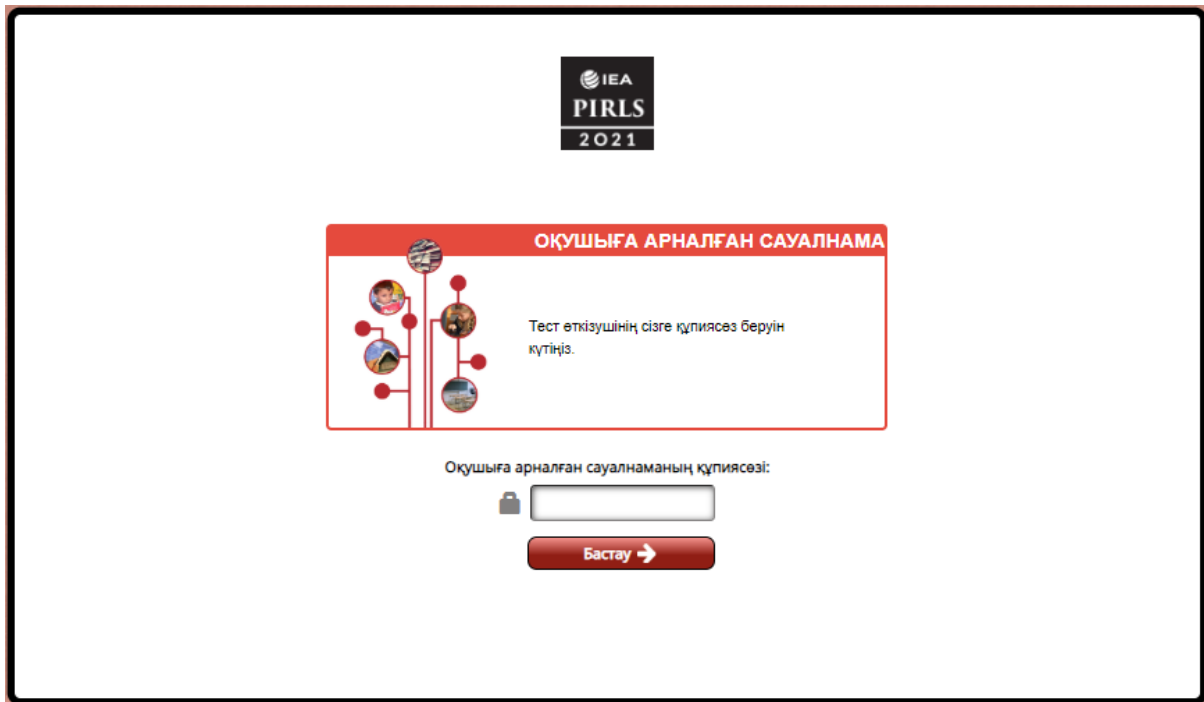 IEA
PIRLS
2021
ОҚУШЫҒА АРНАЛҒАН САУАЛНАМА
Тест өткізушінің сізге құпиясөз беруін
күтіңіз.
Оқушыға арналған сауалнаманың құпиясөзі:
Бастау